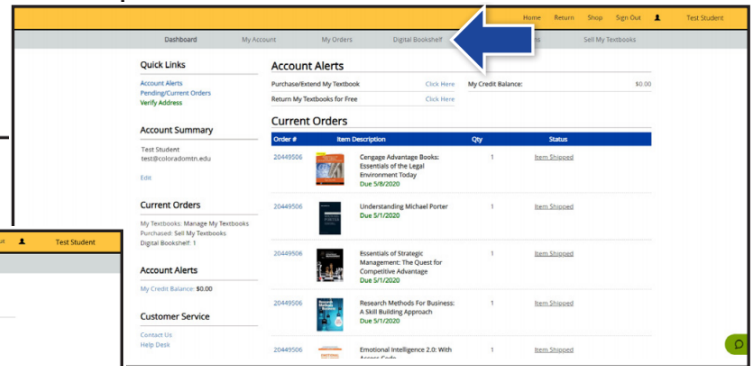 Home Return Shop Sign Out Test Student
Dashboard My Account My Orders Digital Bookshelf Sell My Textbooks
Quick Links
Account Alerts
Pending/Current Orders
Verify Address
Account Summary
Test Student
test@coloradomtn.edu
Edit
Current Orders
My Textbooks: Manage My Textbooks
Purchased: Sell My Textbooks
Digital Bookshelf: 1
Account Alerts
My Credit Balance: $0.00
Customer Service
Contact Us
Help Desk
Account Alerts
Purchase/Extend My Textbook Click Here My Credit Balance: $0.00
Return My Textbooks for Free Click Here
Current Orders
Order # Item Description Qty Status
20449506 Cengage Advantage Books: 1 Item Shipped
Essentials of the Legal
Environment Today
Due 5/8/2020
20449506 Understanding Michael Porter 1 Item Shipped
Due 5/1/2020
20449506 Essentials of Strategic 1 Item Shipped
Management: The Quest for
Competitive Advantage
Due 5/1/2020
20449506 Research Methods For Business: 1 Item Shipped
A Skill Building Approach
Due 5/1/2020
20449506 Emotional Intelligence 2.0: With 1 Item Shipped
Access Code
Test Student